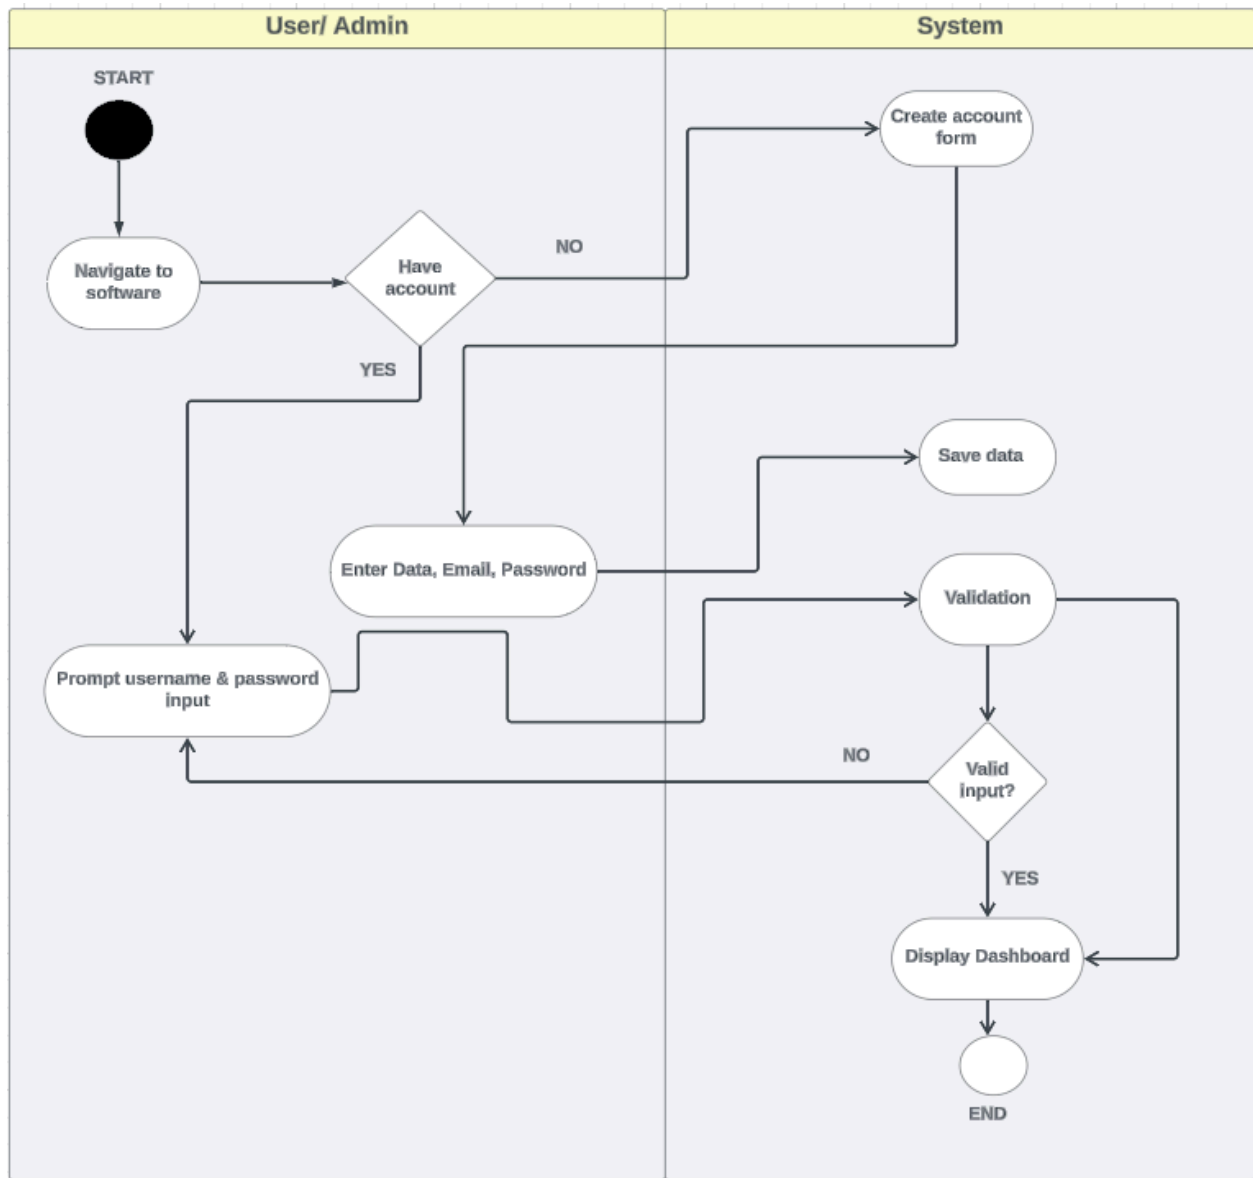 User/ Admin
System
START
Create account
form
Navigate to
software
Have
account
NO
YES
Save data
Enter Data, Email, Password
Validation
Prompt username & password
input
NO
Valid
input?
YES
Display Dashboard
END